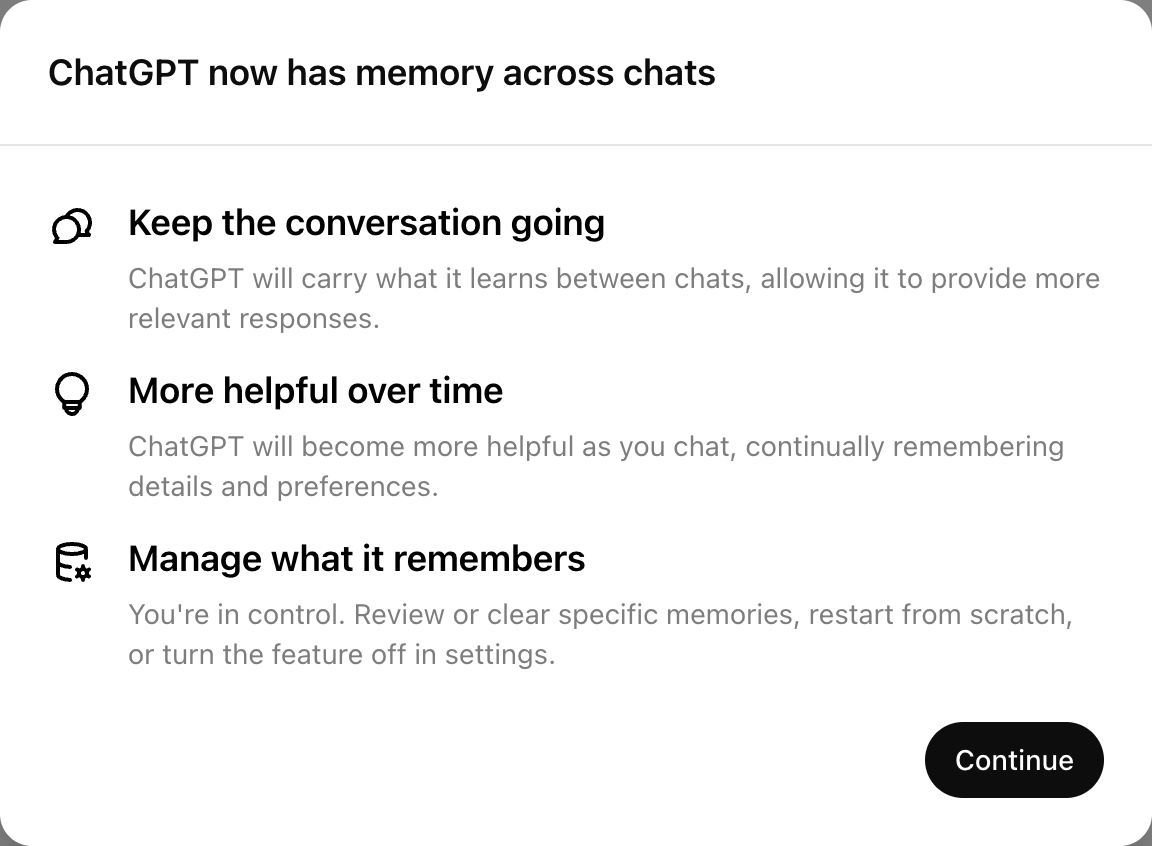 ChatGPT now has memory across chats
Keep the conversation going
ChatGPT will carry what it learns between chats, allowing it to provide more
relevant responses.
More helpful over time
ChatGPT will become more helpful as you chat, continually remembering
details and preferences.
Manage what it remembers
You're in control. Review or clear specific memories, restart from scratch,
or turn the feature off in settings.
Continue